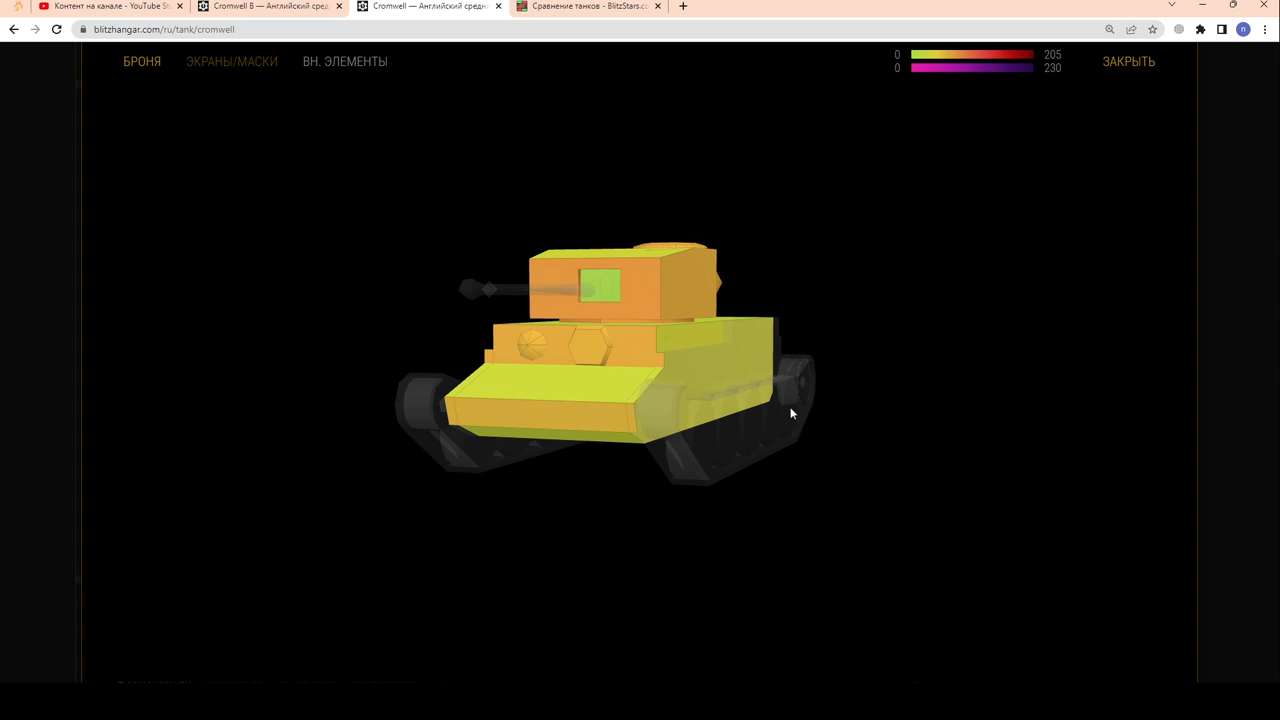 Контент на канале - YouTube St
Cromwell B — Английский сред
Cromwell — Английский средн
Сравнение танков - BlitzStars.co
blitzhangar.com/ru/tank/cromwell
n
БРОНЯ
ЭКРАНЫ/МАСКИ
ВН. ЭЛЕМЕНТЫ
0
205
0
230
ЗАКРЫТЬ